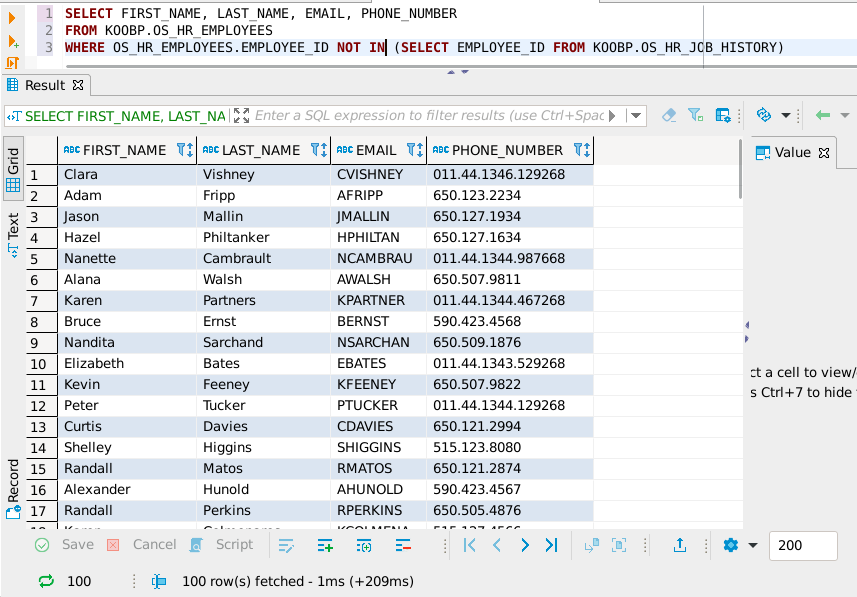 1 SELECT FIRST_NAME, LAST_NAME, EMAIL, PHONE_NUMBER
2 FROM KOOBP.OS_HR_EMPLOYEES
3 WHERE OS_HR_EMPLOYEES.EMPLOYEE_ID NOT IN (SELECT EMPLOYEE_ID FROM KOOBP.OS_HR_JOB_HISTORY)
Result
SELECT FIRST_NAME, LAST_NA Enter a SQL expression to filter results (use Ctrl+Spac
Grid
Text
Record
ABC FIRST_NAME ABC LAST_NAME ABC EMAIL ABC PHONE_NUMBER
1 Clara Vishney CVISHNEY 011.44.1346.129268
2 Adam Fripp AFRIPP 650.123.2234
3 Jason Mallin JMALLIN 650.127.1934
4 Hazel Philtanker HPHILTAN 650.127.1634
5 Nanette Cambrault NCAMBRAU 011.44.1344.987668
6 Alana Walsh AWALSH 650.507.9811
7 Karen Partners KPARTNER 011.44.1344.467268
8 Bruce Ernst BERNST 590.423.4568
9 Nandita Sarchand NSARCHAN 650.509.1876
10 Elizabeth Bates EBATES 011.44.1343.529268
11 Kevin Feeney KFEENEY 650.507.9822
12 Peter Tucker PTUCKER 011.44.1344.129268
13 Curtis Davies CDAVIES 650.121.2994
14 Shelley Higgins SHIGGINS 515.123.8080
15 Randall Matos RMATOS 650.121.2874
16 Alexander Hunold AHUNOLD 590.423.4567
17 Randall Perkins RPERKINS 650.505.4876
Value
ct a cell to view/
s Ctrl+7 to hide
Save Cancel Script 200
100 100 row(s) fetched - 1ms (+209ms)